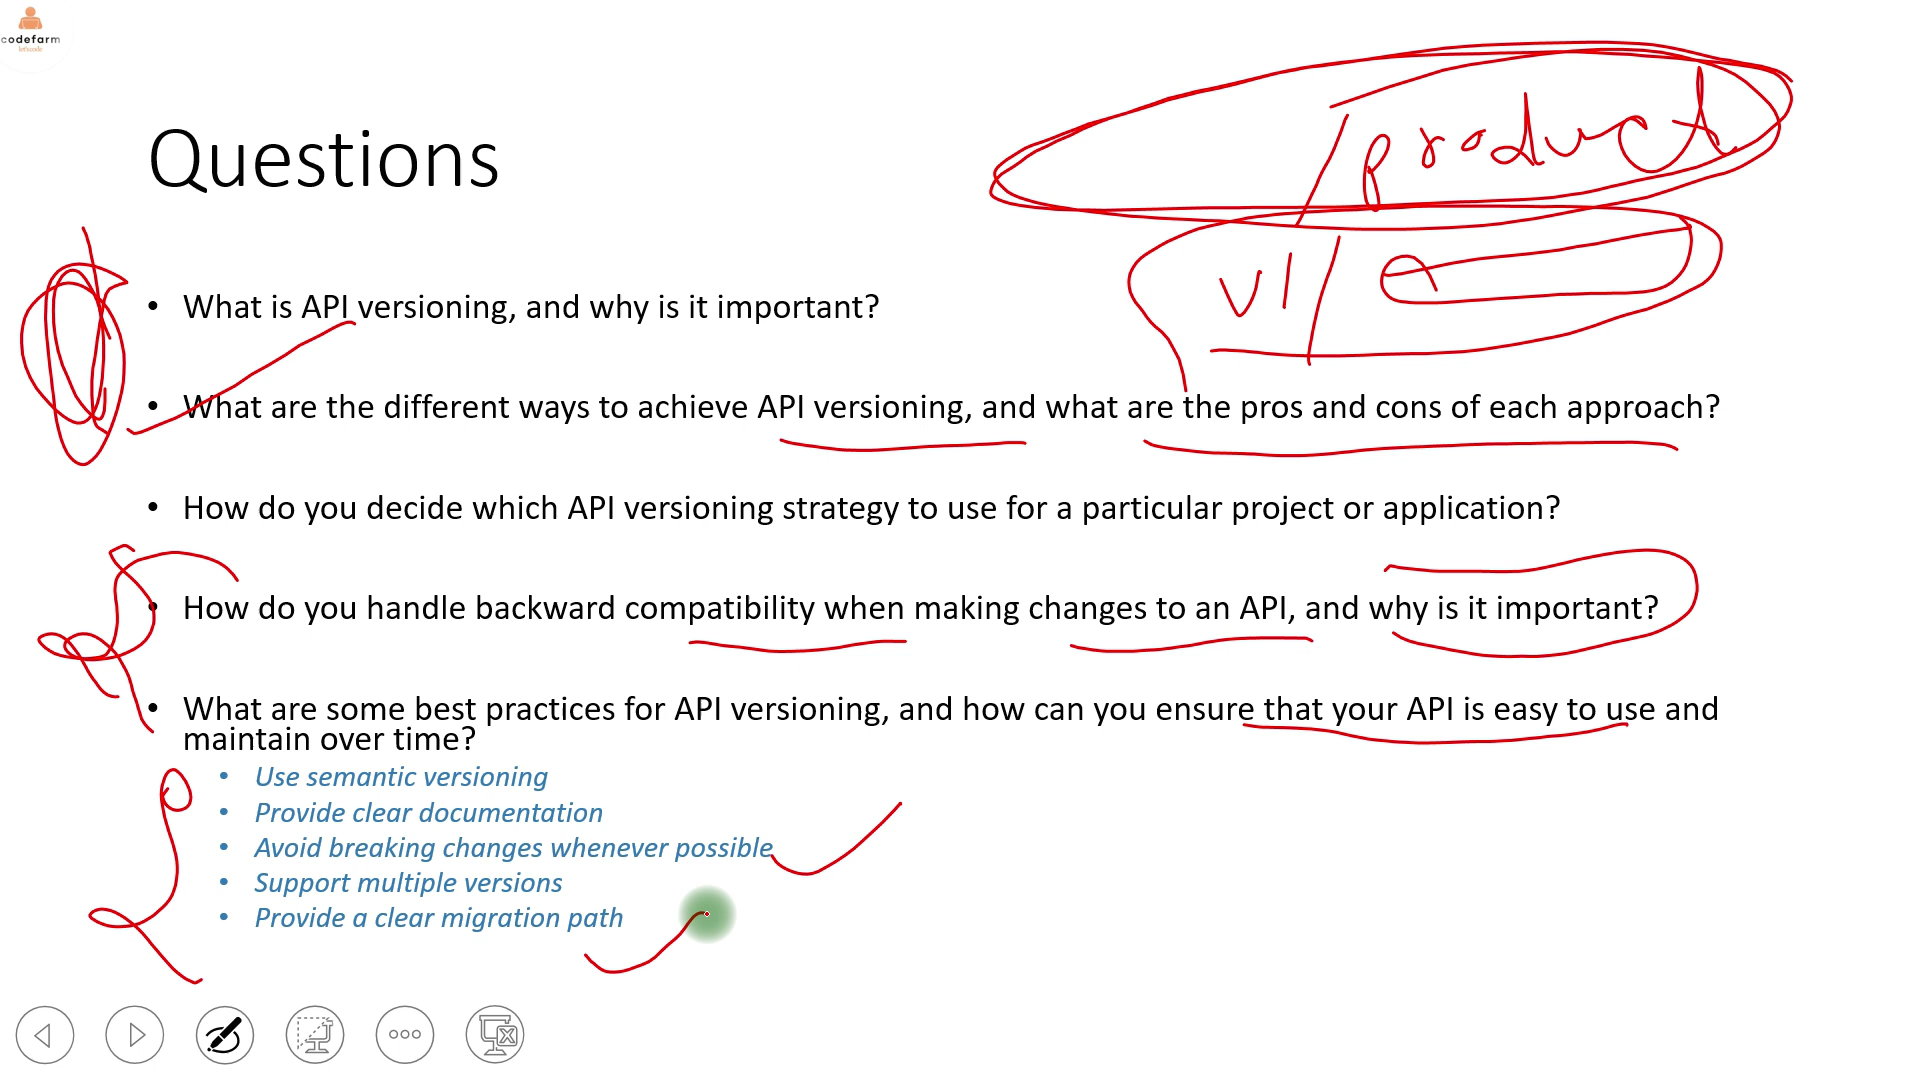 codefarm
let'scode
/product
Questions
v1/
• What is API versioning, and why is it important?
• What are the different ways to achieve API versioning, and what are the pros and cons of each approach?
• How do you decide which API versioning strategy to use for a particular project or application?
• How do you handle backward compatibility when making changes to an API, and why is it important?
• What are some best practices for API versioning, and how can you ensure that your API is easy to use and
maintain over time?
• Use semantic versioning
• Provide clear documentation
• Avoid breaking changes whenever possible
• Support multiple versions
• Provide a clear migration path